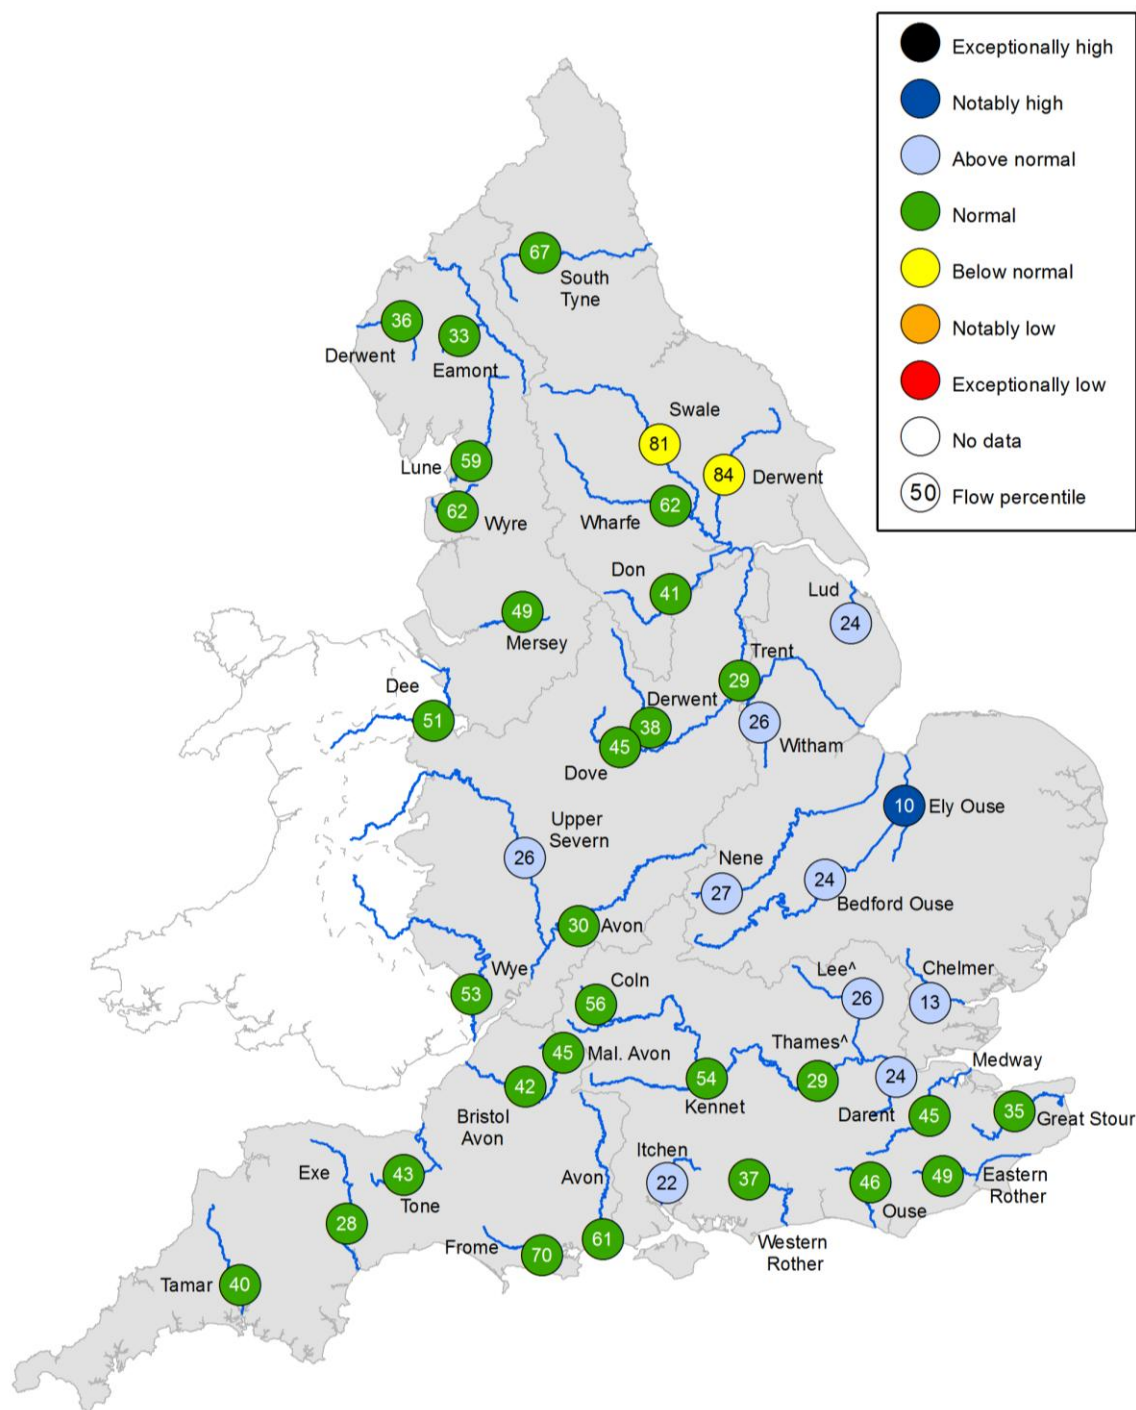 Exceptionally high
Notably high
Above normal
Normal
Below normal
Notably low
Exceptionally low
No data
50 Flow percentile
67
South
Tyne
36
Derwent
33
Eamont
Swale
81
84
Derwent
Lune
59
62
Wyre
Wharfe
62
Don
41
Lud
24
49
Mersey
Trent
29
Dee
51
Derwent
38
45
Dove
26
Witham
10
Ely Ouse
Upper
Severn
26
Nene
27
24
Bedford Ouse
30
Avon
Wye
53
Coln
56
Lee^
26
Chelmer
13
45
Mal. Avon
42
Bristol
Avon
54
Kennet
Thames^
29
24
Darent
Medway
45
35
Great Stour
Exe
43
Tone
28
Avon
61
Itchen
22
37
Western
Rother
46
Ouse
49
Eastern
Rother
Frome
70
Tamar
40